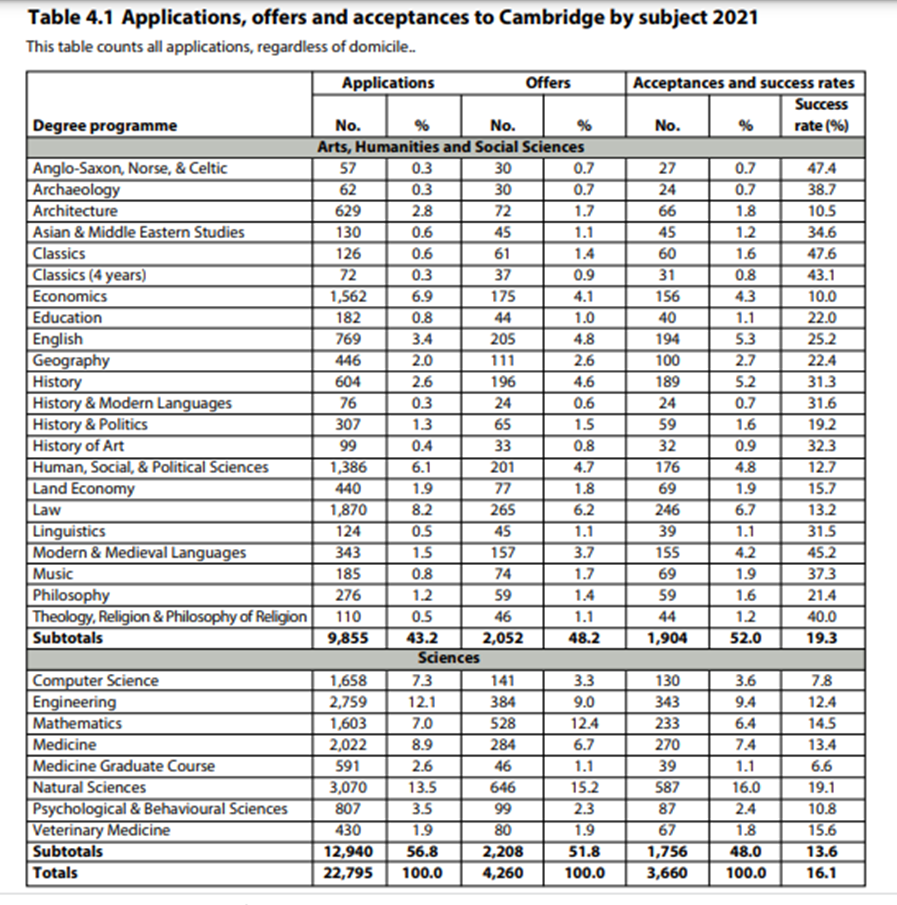 Table 4.1 Applications, offers and acceptances to Cambridge by subject 2021
This table counts all applications, regardless of domicile..
Applications Offers Acceptances and success rates
Degree programme No. % No. % No. % Success rate (%)
Arts, Humanities and Social Sciences
Anglo-Saxon, Norse, & Celtic 57 0.3 30 0.7 27 0.7 47.4
Archaeology 62 0.3 30 0.7 24 0.7 38.7
Architecture 629 2.8 72 1.7 66 1.8 10.5
Asian & Middle Eastern Studies 130 0.6 45 1.1 45 1.2 34.6
Classics 126 0.6 61 1.4 60 1.6 47.6
Classics (4 years) 72 0.3 37 0.9 31 0.8 43.1
Economics 1,562 6.9 175 4.1 156 4.3 10.0
Education 182 0.8 44 1.0 40 1.1 22.0
English 769 3.4 205 4.8 194 5.3 25.2
Geography 446 2.0 111 2.6 100 2.7 22.4
History 604 2.6 196 4.6 189 5.2 31.3
History & Modern Languages 76 0.3 24 0.6 24 0.7 31.6
History & Politics 307 1.3 65 1.5 59 1.6 19.2
History of Art 99 0.4 33 0.8 32 0.9 32.3
Human, Social, & Political Sciences 1,386 6.1 201 4.7 176 4.8 12.7
Land Economy 440 1.9 77 1.8 69 1.9 15.7
Law 1,870 8.2 265 6.2 246 6.7 13.2
Linguistics 124 0.5 45 1.1 39 1.1 31.5
Modern & Medieval Languages 343 1.5 157 3.7 155 4.2 45.2
Music 185 0.8 74 1.7 69 1.9 37.3
Philosophy 276 1.2 59 1.4 59 1.6 21.4
Theology, Religion & Philosophy of Religion 110 0.5 46 1.1 44 1.2 40.0
Subtotals 9,855 43.2 2,052 48.2 1,904 52.0 19.3
Sciences
Computer Science 1,658 7.3 141 3.3 130 3.6 7.8
Engineering 2,759 12.1 384 9.0 343 9.4 12.4
Mathematics 1,603 7.0 528 12.4 233 6.4 14.5
Medicine 2,022 8.9 284 6.7 270 7.4 13.4
Medicine Graduate Course 591 2.6 46 1.1 39 1.1 6.6
Natural Sciences 3,070 13.5 646 15.2 587 16.0 19.1
Psychological & Behavioural Sciences 807 3.5 99 2.3 87 2.4 10.8
Veterinary Medicine 430 1.9 80 1.9 67 1.8 15.6
Subtotals 12,940 56.8 2,208 51.8 1,756 48.0 13.6
Totals 22,795 100.0 4,260 100.0 3,660 100.0 16.1